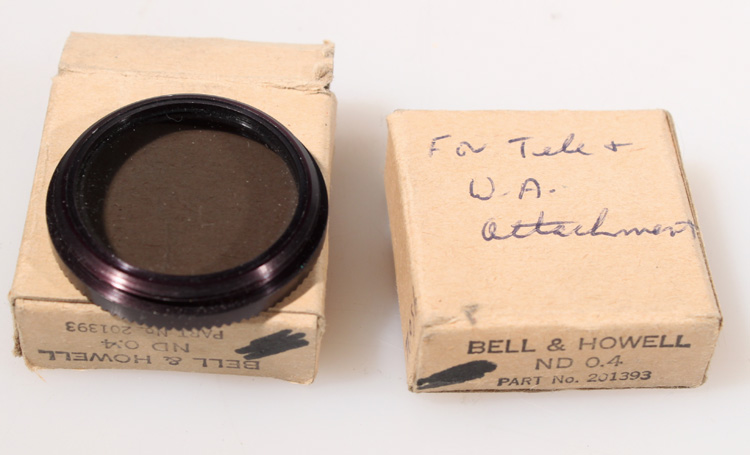 For Tele +
W.A.
Attachment
BELL & HOWELL
ND 0.4
PART No. 201393
BELL & HOWELL
ND 0.4
PART No. 201393